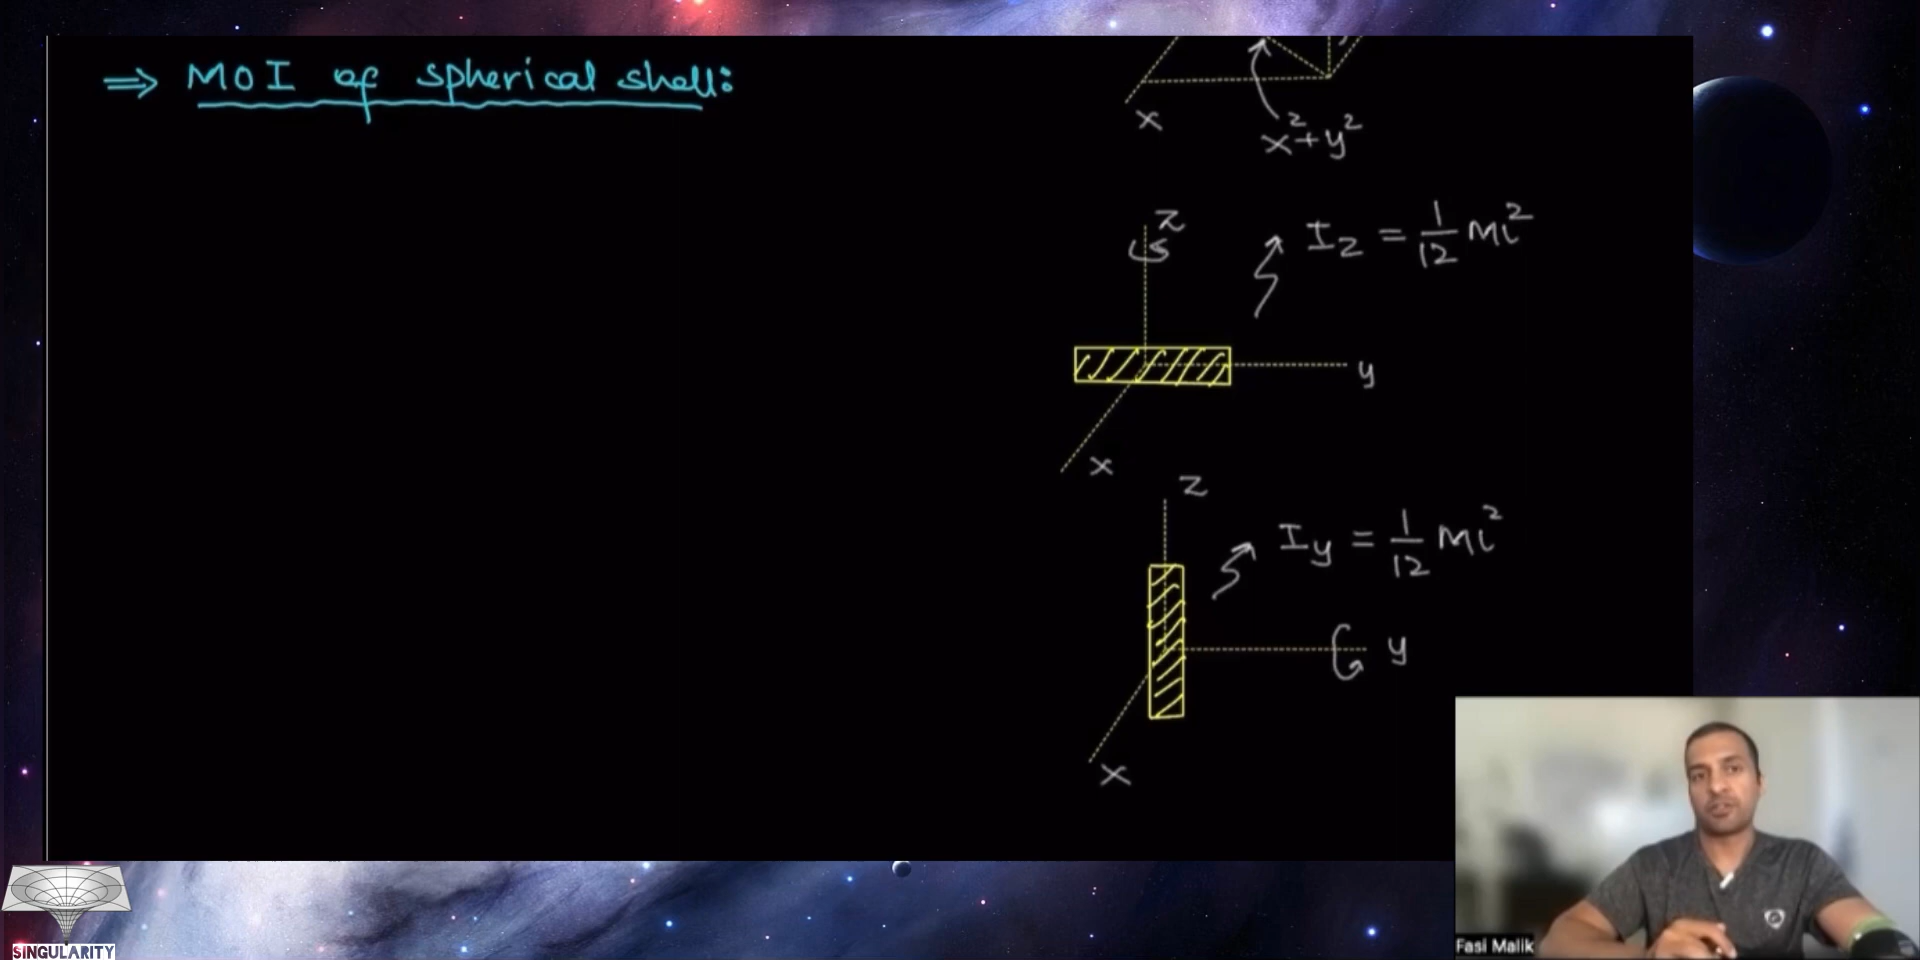 ⇒ MOI of spherical shell:
x
x²+y²
z
I_z = 1/12 Ml²
y
x
z
I_y = 1/12 Ml²
y
x
Fasi Malik
SINGULARITY